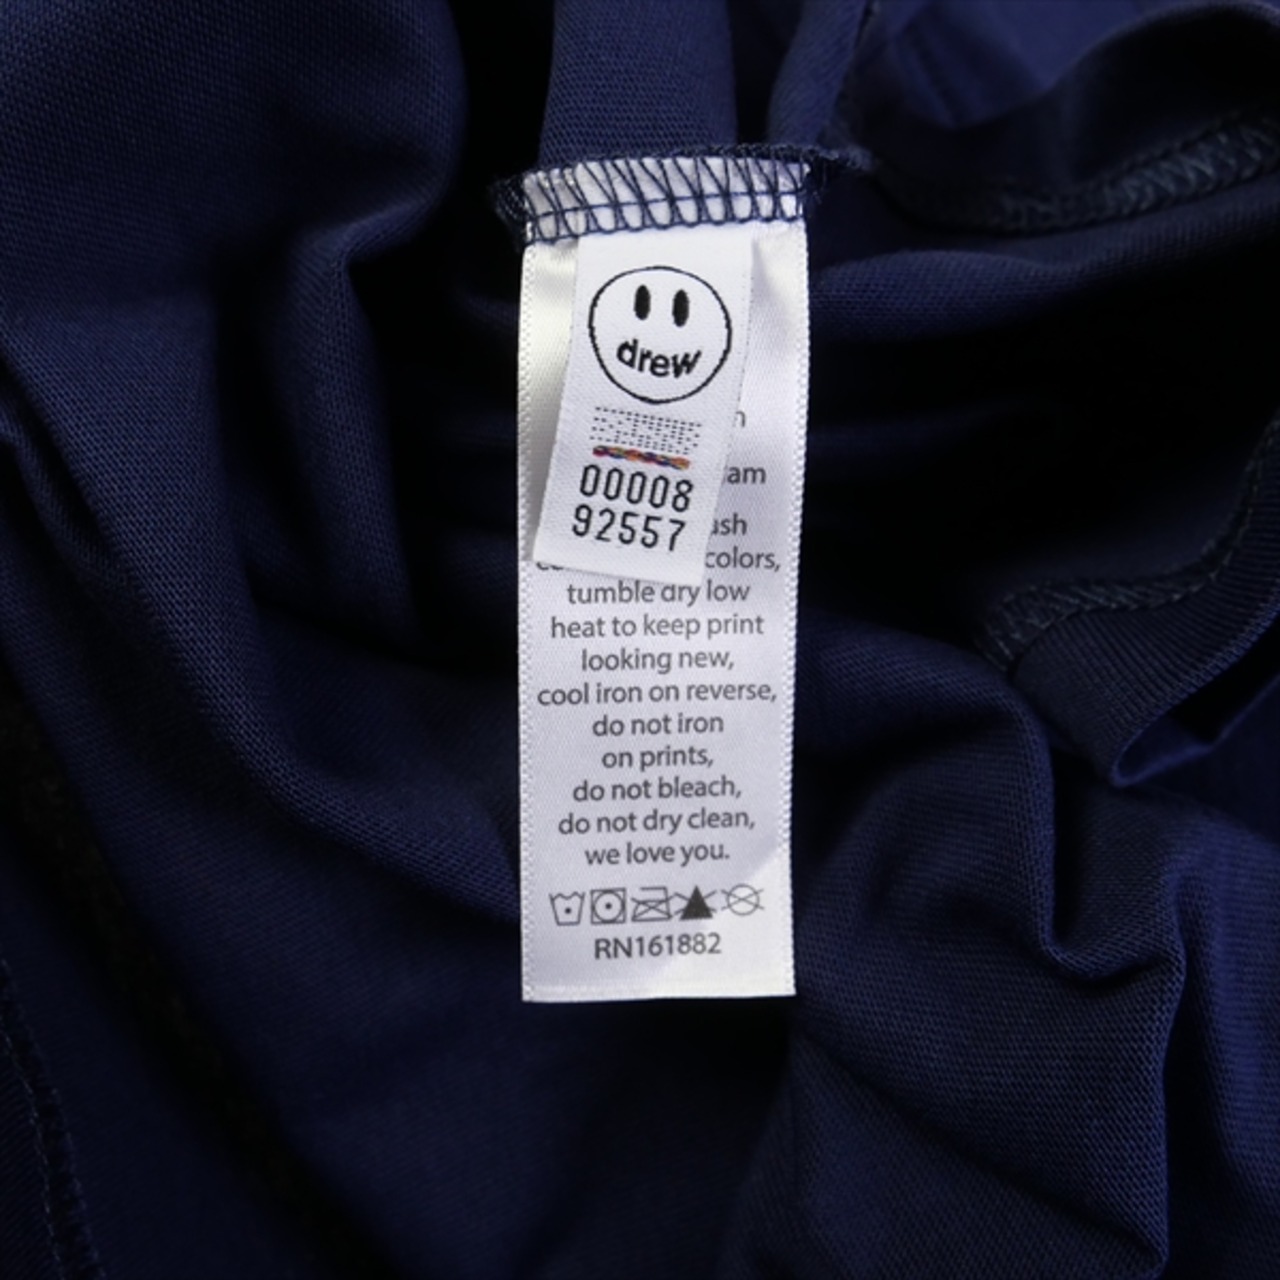 drew
00008
92557
colors,
tumble dry low
heat to keep print
looking new,
cool iron on reverse,
do not iron
on prints,
do not bleach,
do not dry clean,
we love you.
RN161882